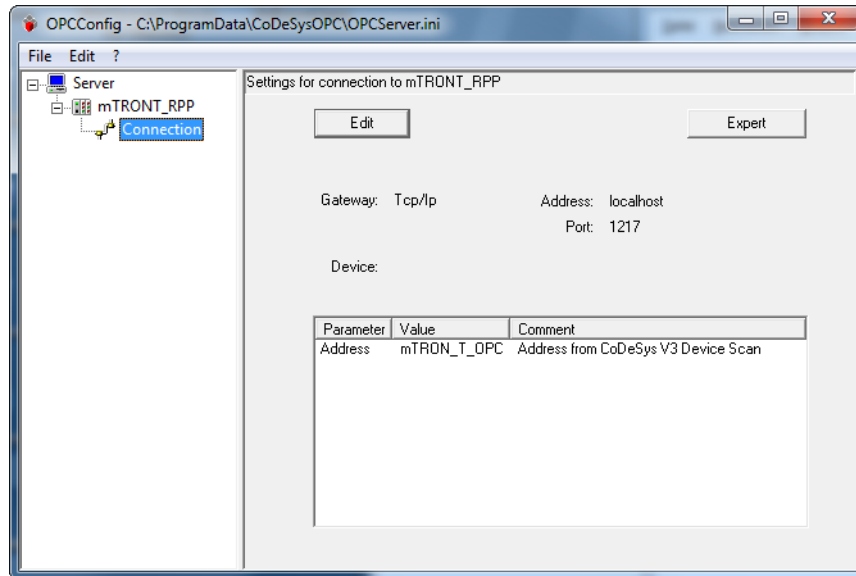 OPCConfig - C:\ProgramData\CoDeSysOPC\OPCServer.ini
File Edit ?
Server
mTRONT_RPP
Connection
Settings for connection to mTRONT_RPP
Edit
Expert
Gateway: Tcp/Ip
Address: localhost
Port: 1217
Device:
Parameter Value Comment
Address mTRON_T_OPC Address from CoDeSys V3 Device Scan